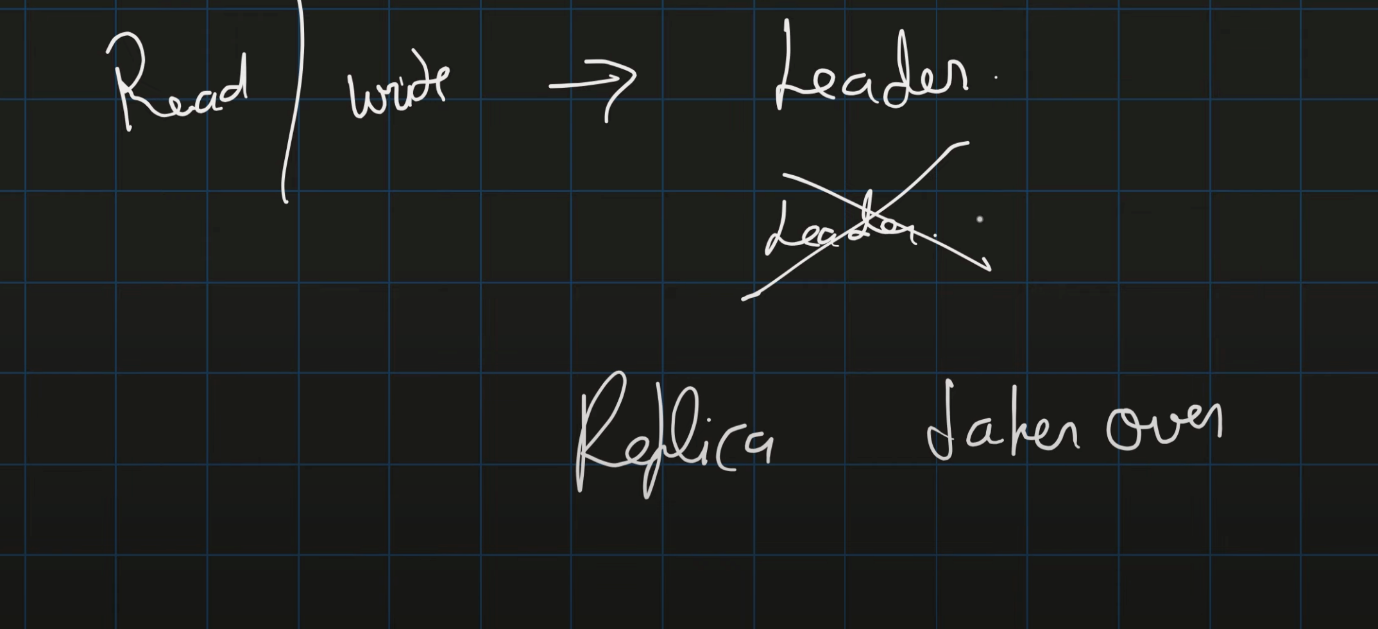 Read / write → Leader.
Leader.
Replica taken over